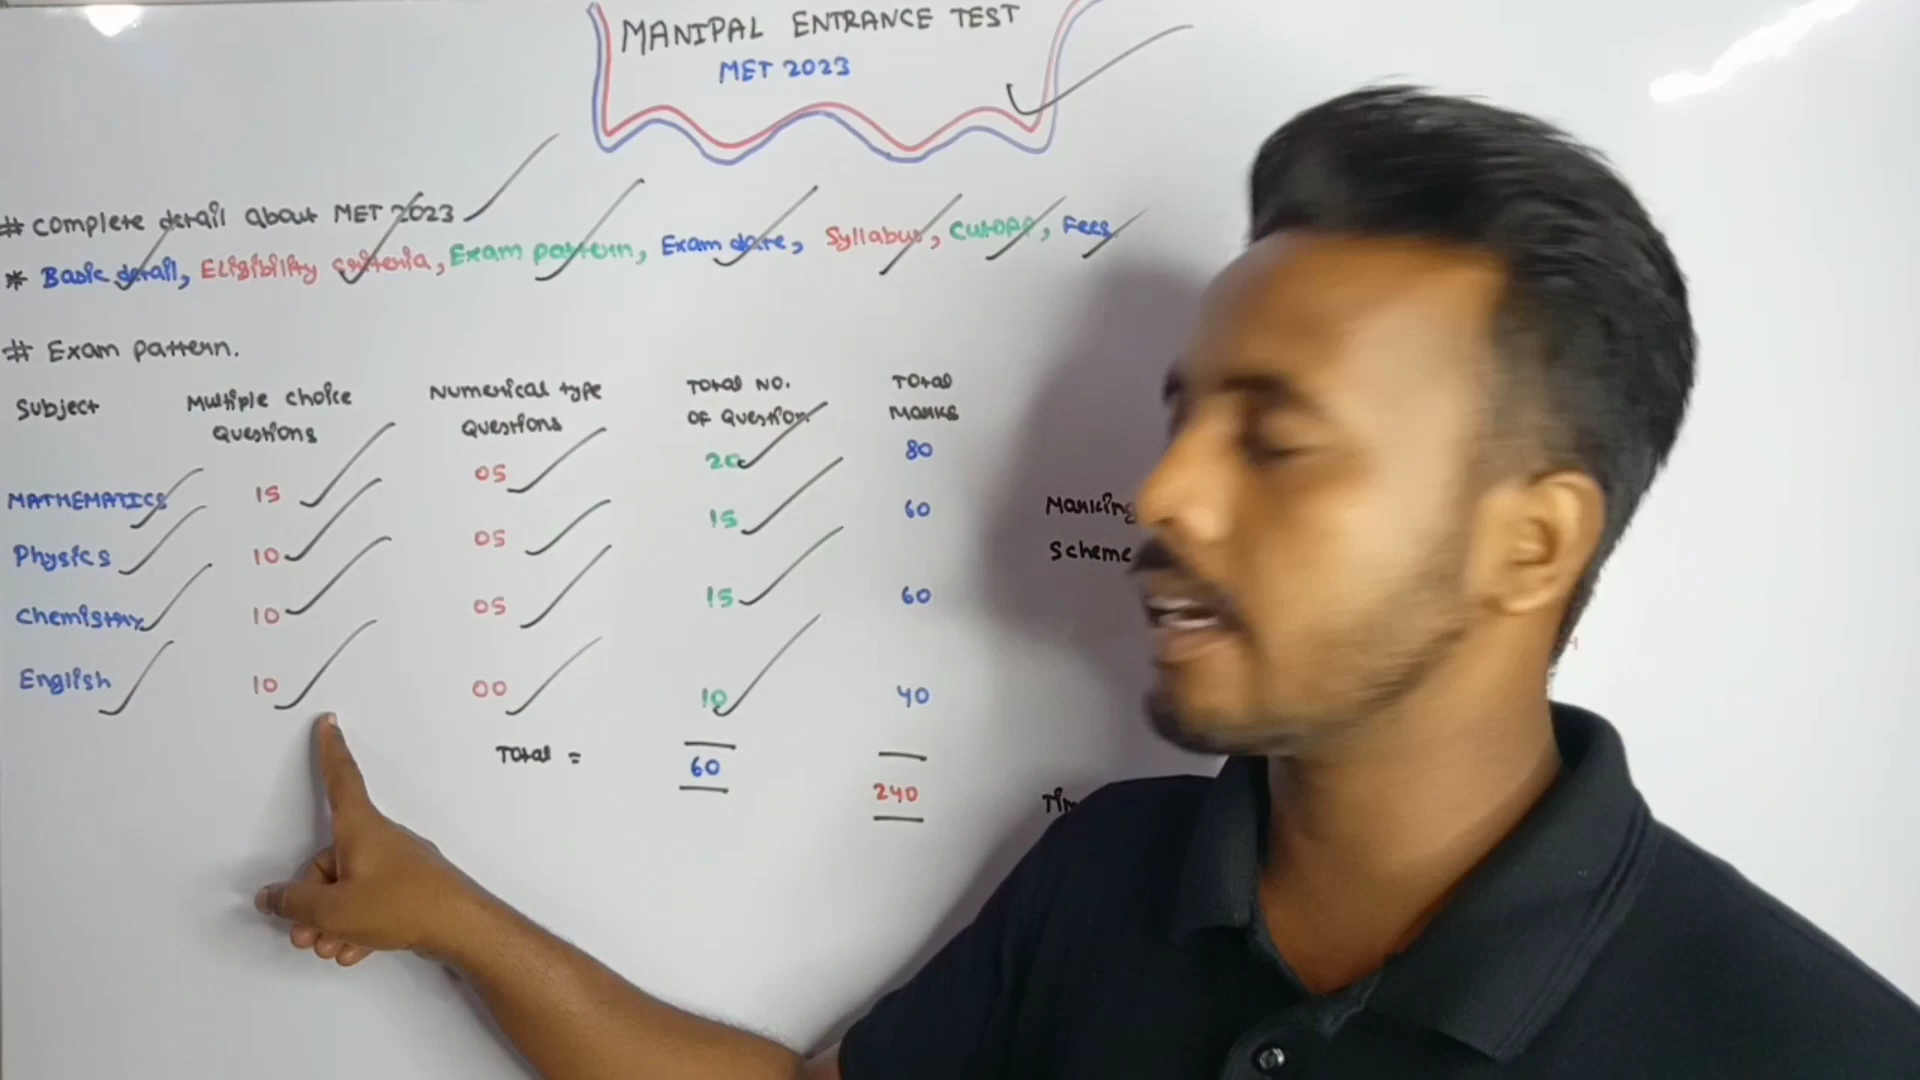 MANIPAL ENTRANCE TEST
MET 2023
# Complete detail about MET 2023
* Basic detail, Eligibility criteria, Exam pattern, Exam date, Syllabus, Cutoff, Fees.
# Exam pattern.
Subject Multiple choice Questions Numerical type Questions Total No. of Question Total Marks
MATHEMATICS 15 05 20 80
Physics 10 05 15 60
Chemistry 10 05 15 60
English 10 00 10 40
Total = 60 240
Marking
Scheme